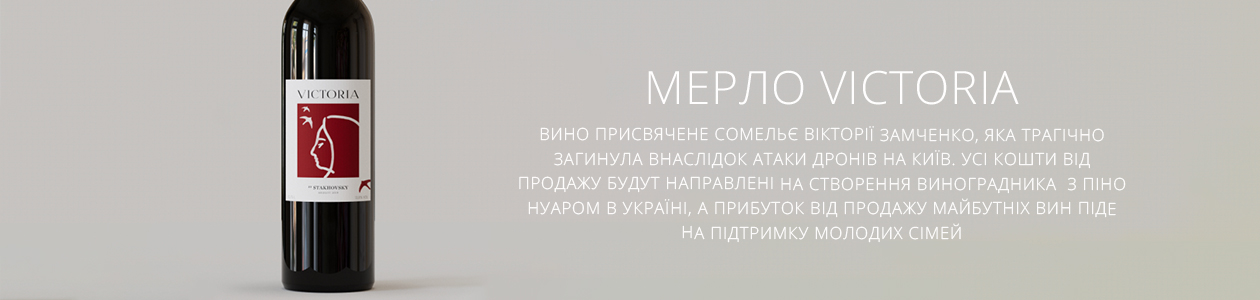 VICTORIA
BY STAKHOVSKY
МЕРЛО VICTORIA
ВИНО ПРИСВЯЧЕНЕ СОМЕЛЬЄ ВІКТОРІЇ ЗАМЧЕНКО, ЯКА ТРАГІЧНО
ЗАГИНУЛА ВНАСЛІДОК АТАКИ ДРОНІВ НА КИЇВ. УСІ КОШТИ ВІД
ПРОДАЖУ БУДУТ НАПРАВЛЕНІ НА СТВОРЕННЯ ВИНОГРАДНИКА З ПІНО
НУАРОМ В УКРАЇНІ, А ПРИБУТОК ВІД ПРОДАЖУ МАЙБУТНІХ ВИН ПІДЕ
НА ПІДТРИМКУ МОЛОДИХ СІМЕЙ